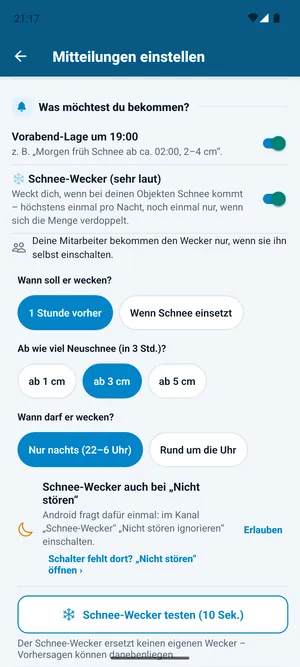 21:17
Mitteilungen einstellen
Was möchtest du bekommen?
Vorabend-Lage um 19:00
z. B. „Morgen früh Schnee ab ca. 02:00, 2–4 cm“.
Schnee-Wecker (sehr laut)
Weckt dich, wenn bei deinen Objekten Schnee kommt
– höchstens einmal pro Nacht, noch einmal nur, wenn
sich die Menge verdoppelt.
Deine Mitarbeiter bekommen den Wecker nur, wenn sie ihn
selbst einschalten.
Wann soll er wecken?
1 Stunde vorher
Wenn Schnee einsetzt
Ab wie viel Neuschnee (in 3 Std.)?
ab 1 cm
ab 3 cm
ab 5 cm
Wann darf er wecken?
Nur nachts (22–6 Uhr)
Rund um die Uhr
Schnee-Wecker auch bei „Nicht
stören“
Android fragt dafür einmal: im Kanal
„Schnee-Wecker“ „Nicht stören ignorieren“
einschalten.
Erlauben
Schalter fehlt dort? „Nicht stören“
öffnen ›
Schnee-Wecker testen (10 Sek.)
Der Schnee-Wecker ersetzt keinen eigenen Wecker –
Vorhersagen können danebenliegen.